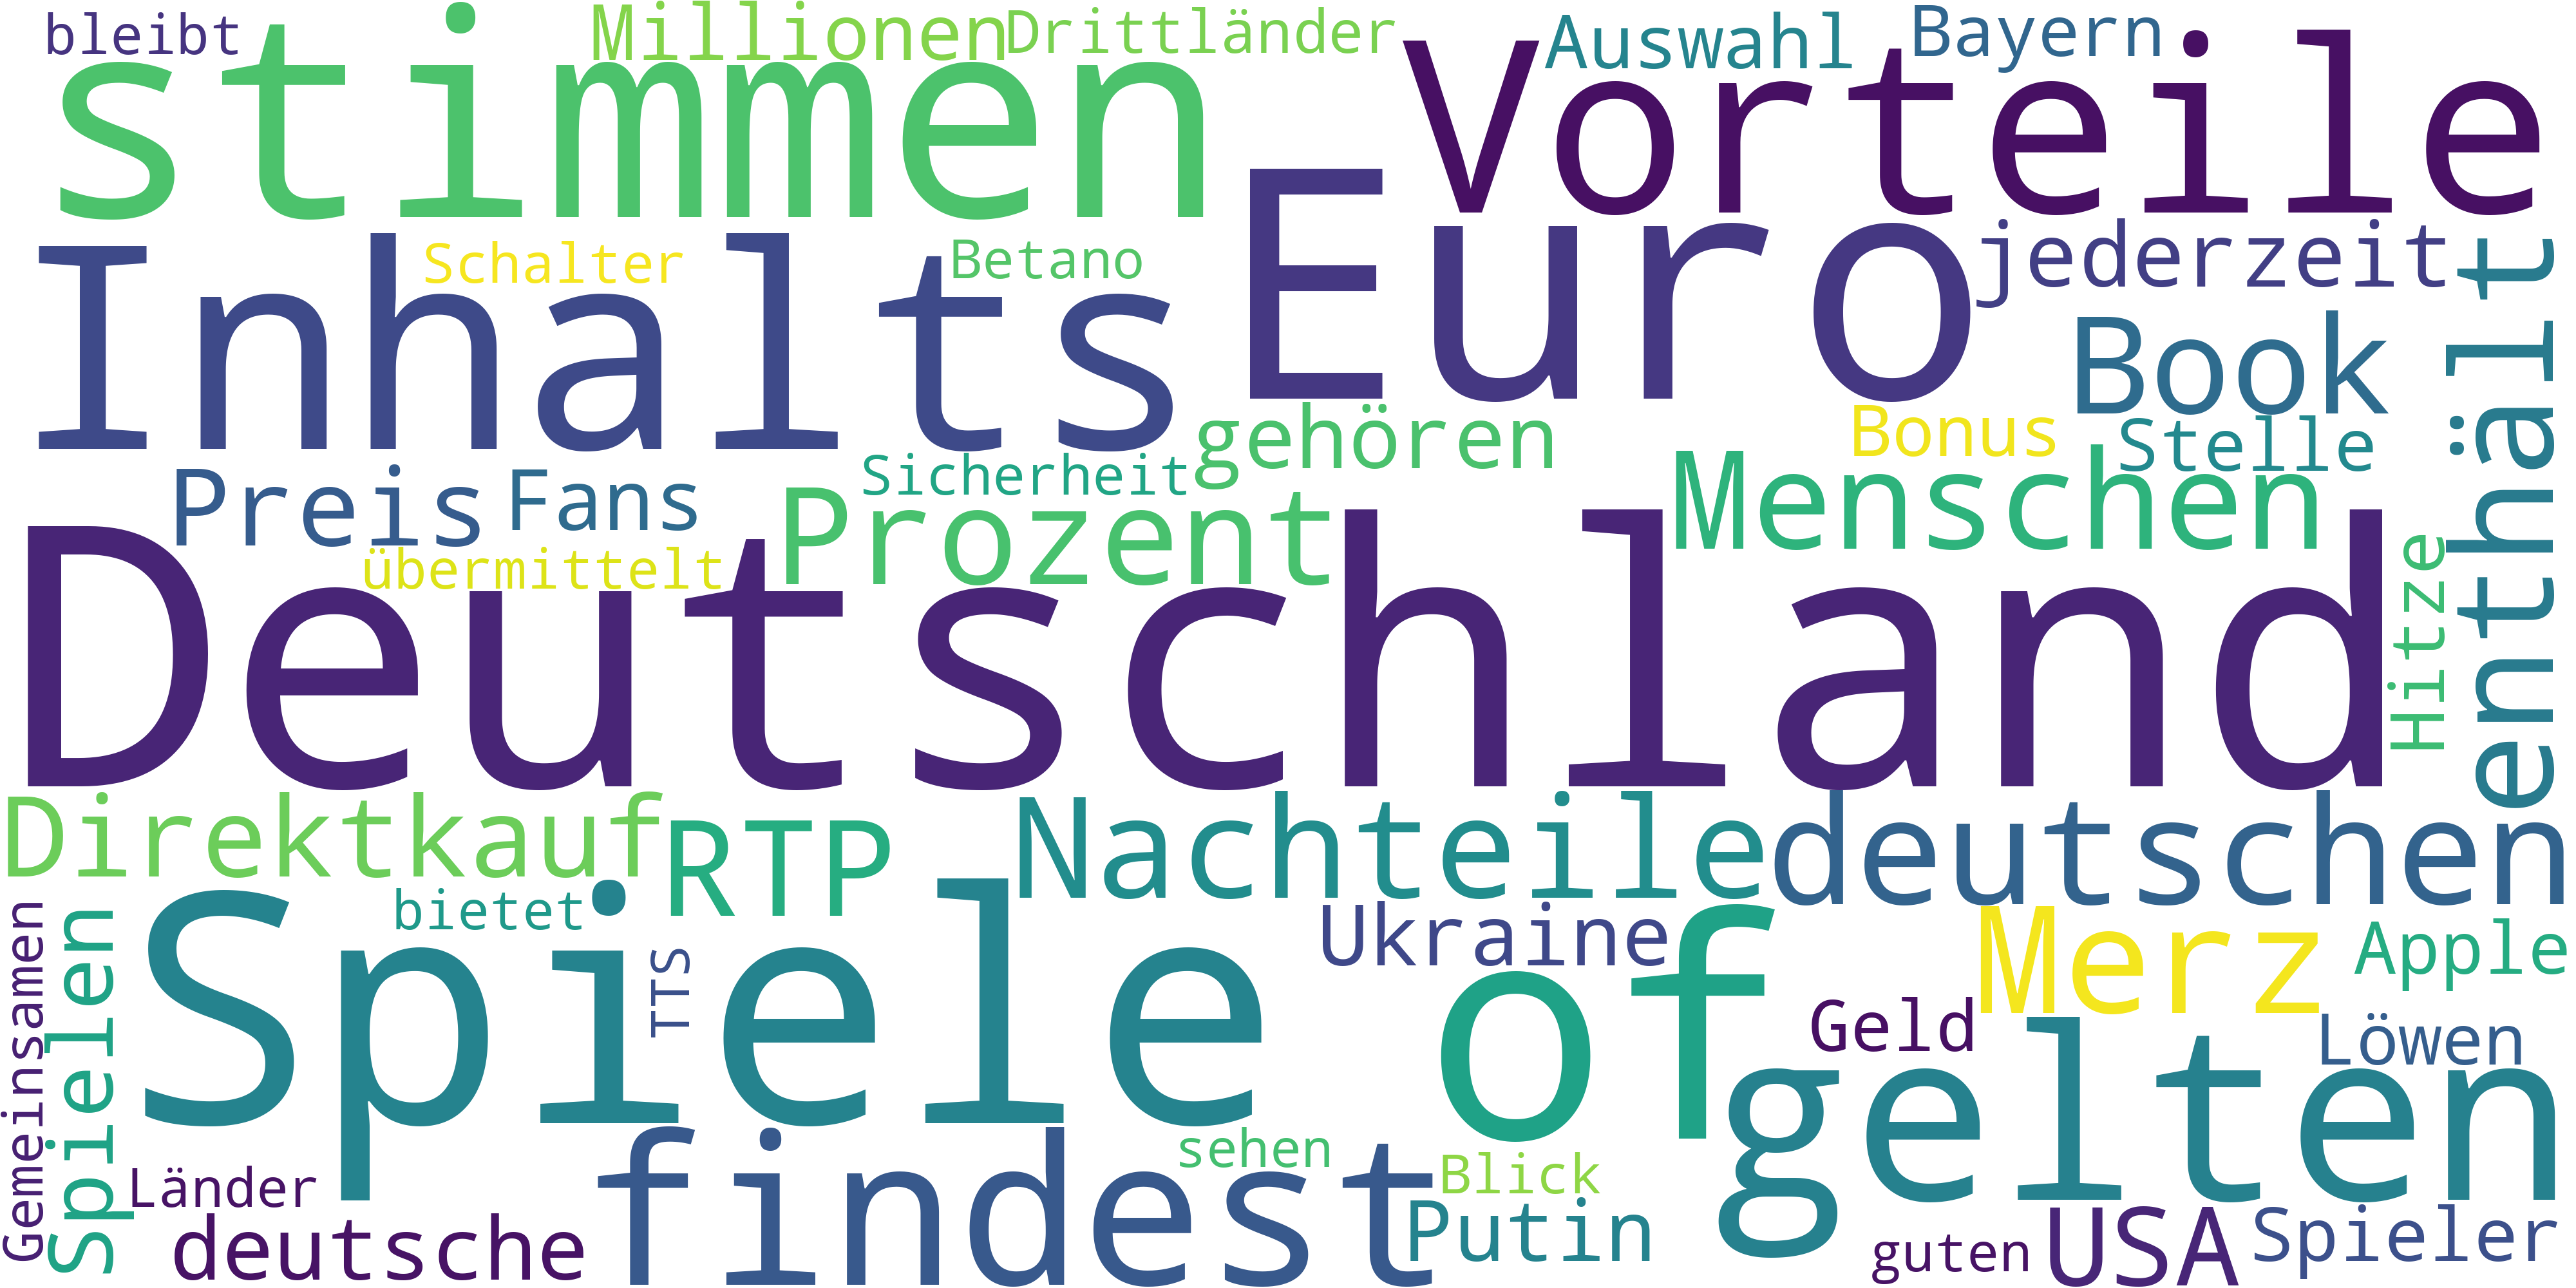 bleibt
Millionen
Drittländer
Auswahl
Bayern
stimmen
Vorteile
Euro
Inhalts
Schalter
Betano
jederzeit
enthält
Book
Preis
Fans
Sicherheit
gehören
Bonus
Stelle
übermittelt
Prozent
Menschen
Hitze
Deutschland
Direktkauf
RTP
Nachteile
deutschen
Gemeinsamen
Spielen
bietet
Spiele
TTS
of
Ukraine
Merz
Apple
Geld
Löwen
gelten
Länder
deutsche
findest
sehen
Blick
Putin
guten
USA
Spieler